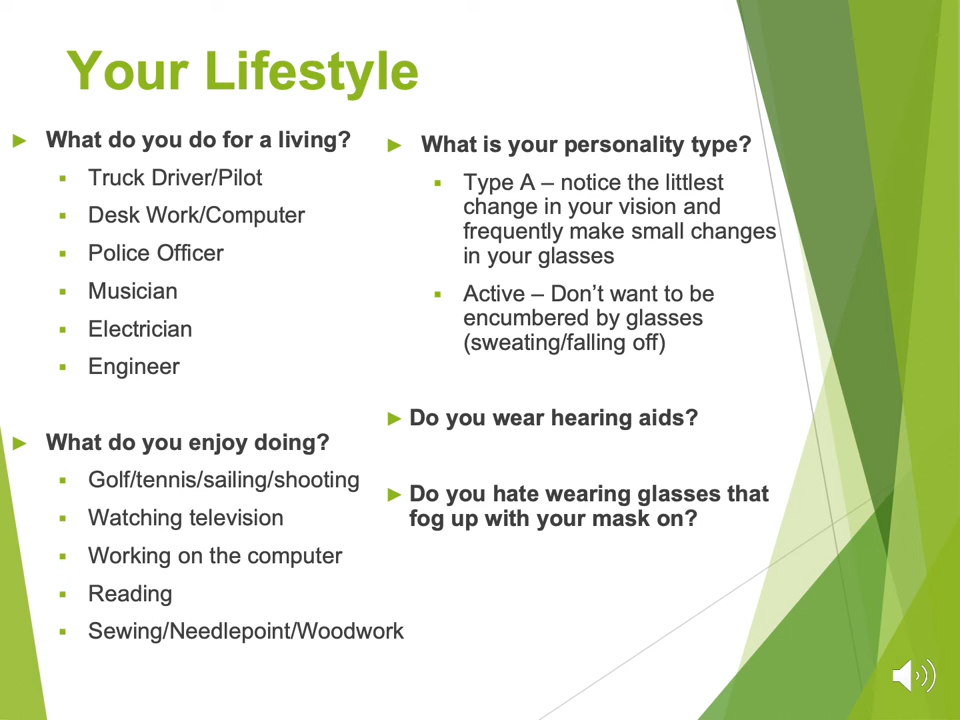 Your Lifestyle
What do you do for a living?
Truck Driver/Pilot
Desk Work/Computer
Police Officer
Musician
Electrician
Engineer
What do you enjoy doing?
Golf/tennis/sailing/shooting
Watching television
Working on the computer
Reading
Sewing/Needlepoint/Woodwork
What is your personality type?
Type A – notice the littlest
change in your vision and
frequently make small changes
in your glasses
Active – Don’t want to be
encumbered by glasses
(sweating/falling off)
Do you wear hearing aids?
Do you hate wearing glasses that
fog up with your mask on?